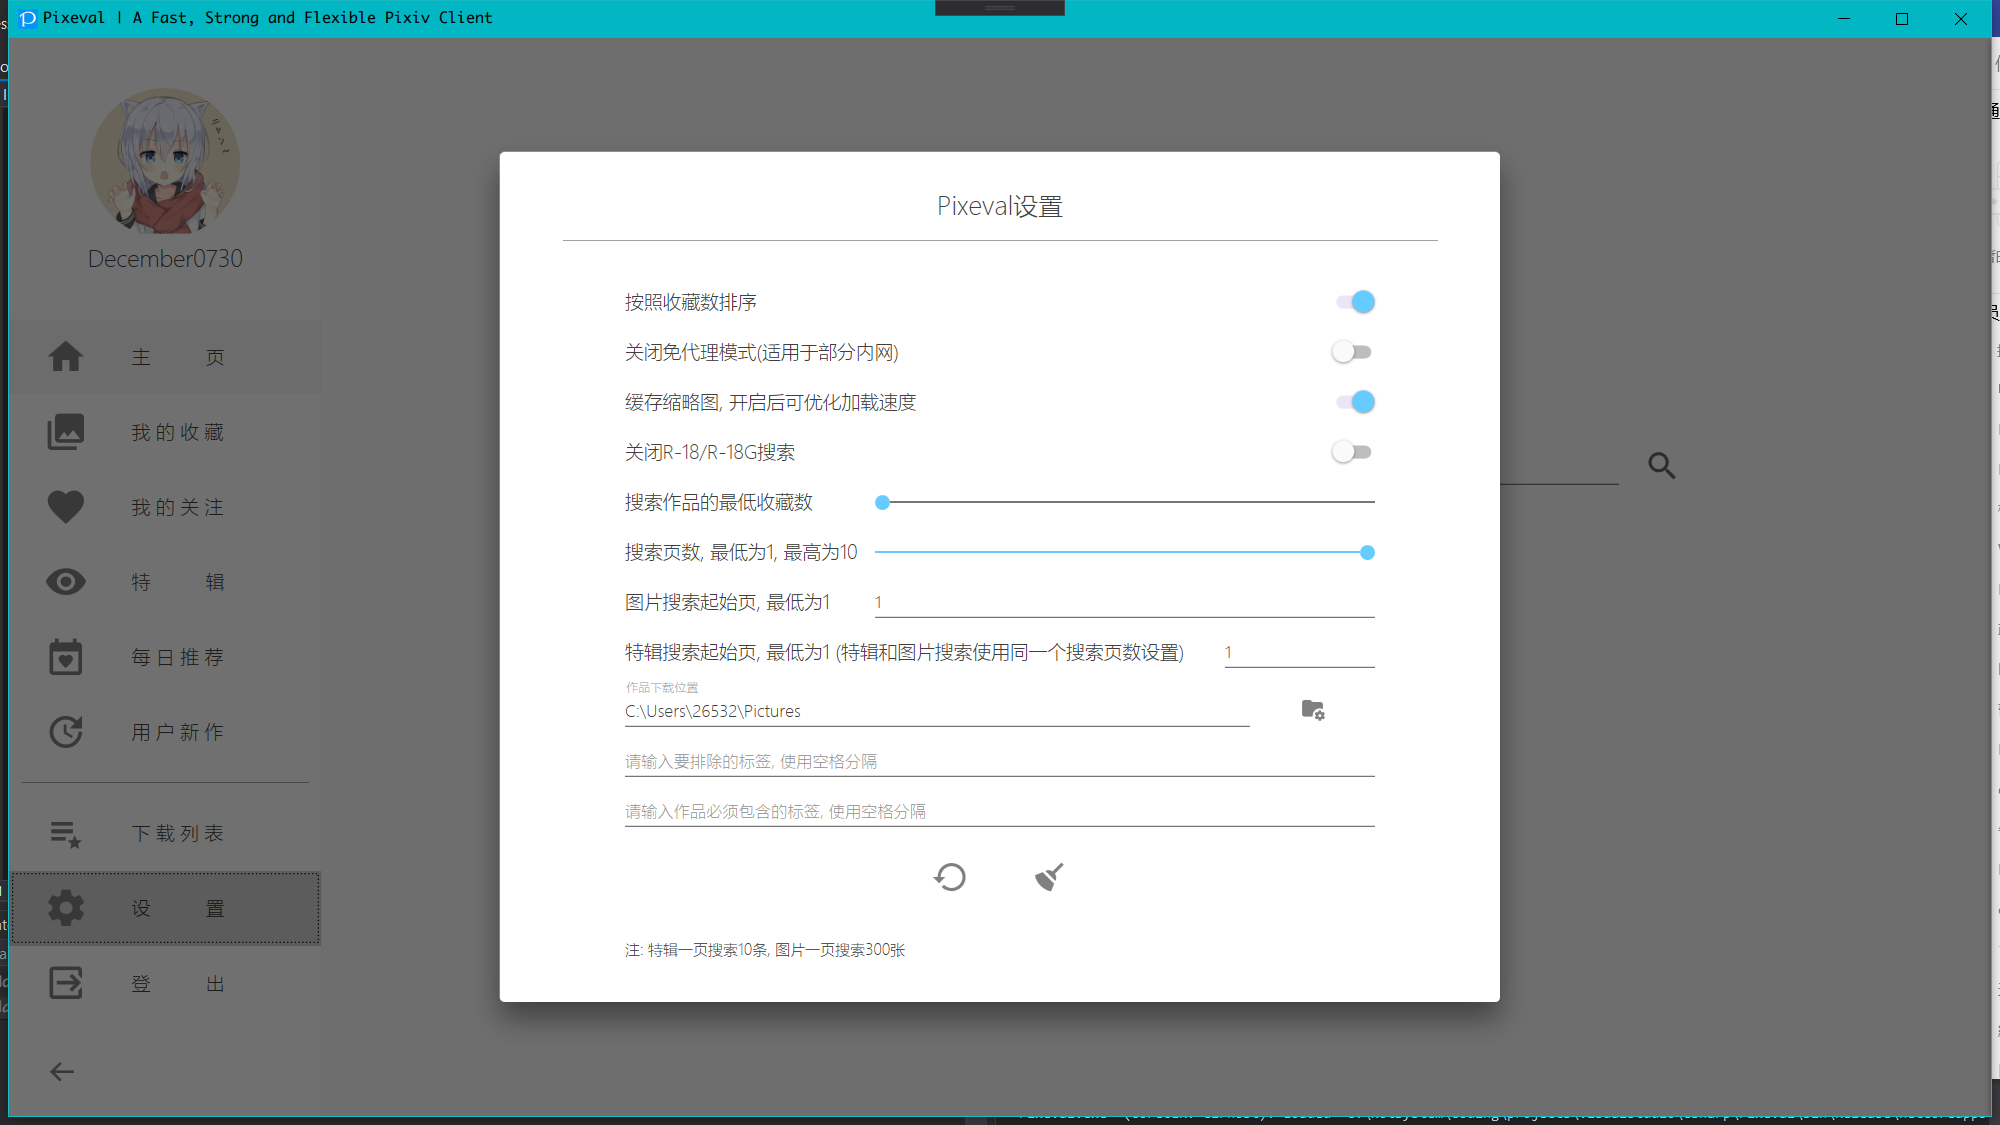 Pixeval | A Fast, Strong and Flexible Pixiv Client
December0730
主 页
我的收藏
我的关注
特 辑
每日推荐
用户新作
下载列表
设 置
登 出
Pixeval设置
按照收藏数排序
关闭免代理模式(适用于部分内网)
缓存缩略图, 开启后可优化加载速度
关闭R-18/R-18G搜索
搜索作品的最低收藏数
搜索页数, 最低为1, 最高为10
图片搜索起始页, 最低为1 1
特辑搜索起始页, 最低为1 (特辑和图片搜索使用同一个搜索页数设置) 1
作品下载位置
C:\Users\26532\Pictures
请输入要排除的标签, 使用空格分隔
请输入作品必须包含的标签, 使用空格分隔
注: 特辑一页搜索10条, 图片一页搜索300张